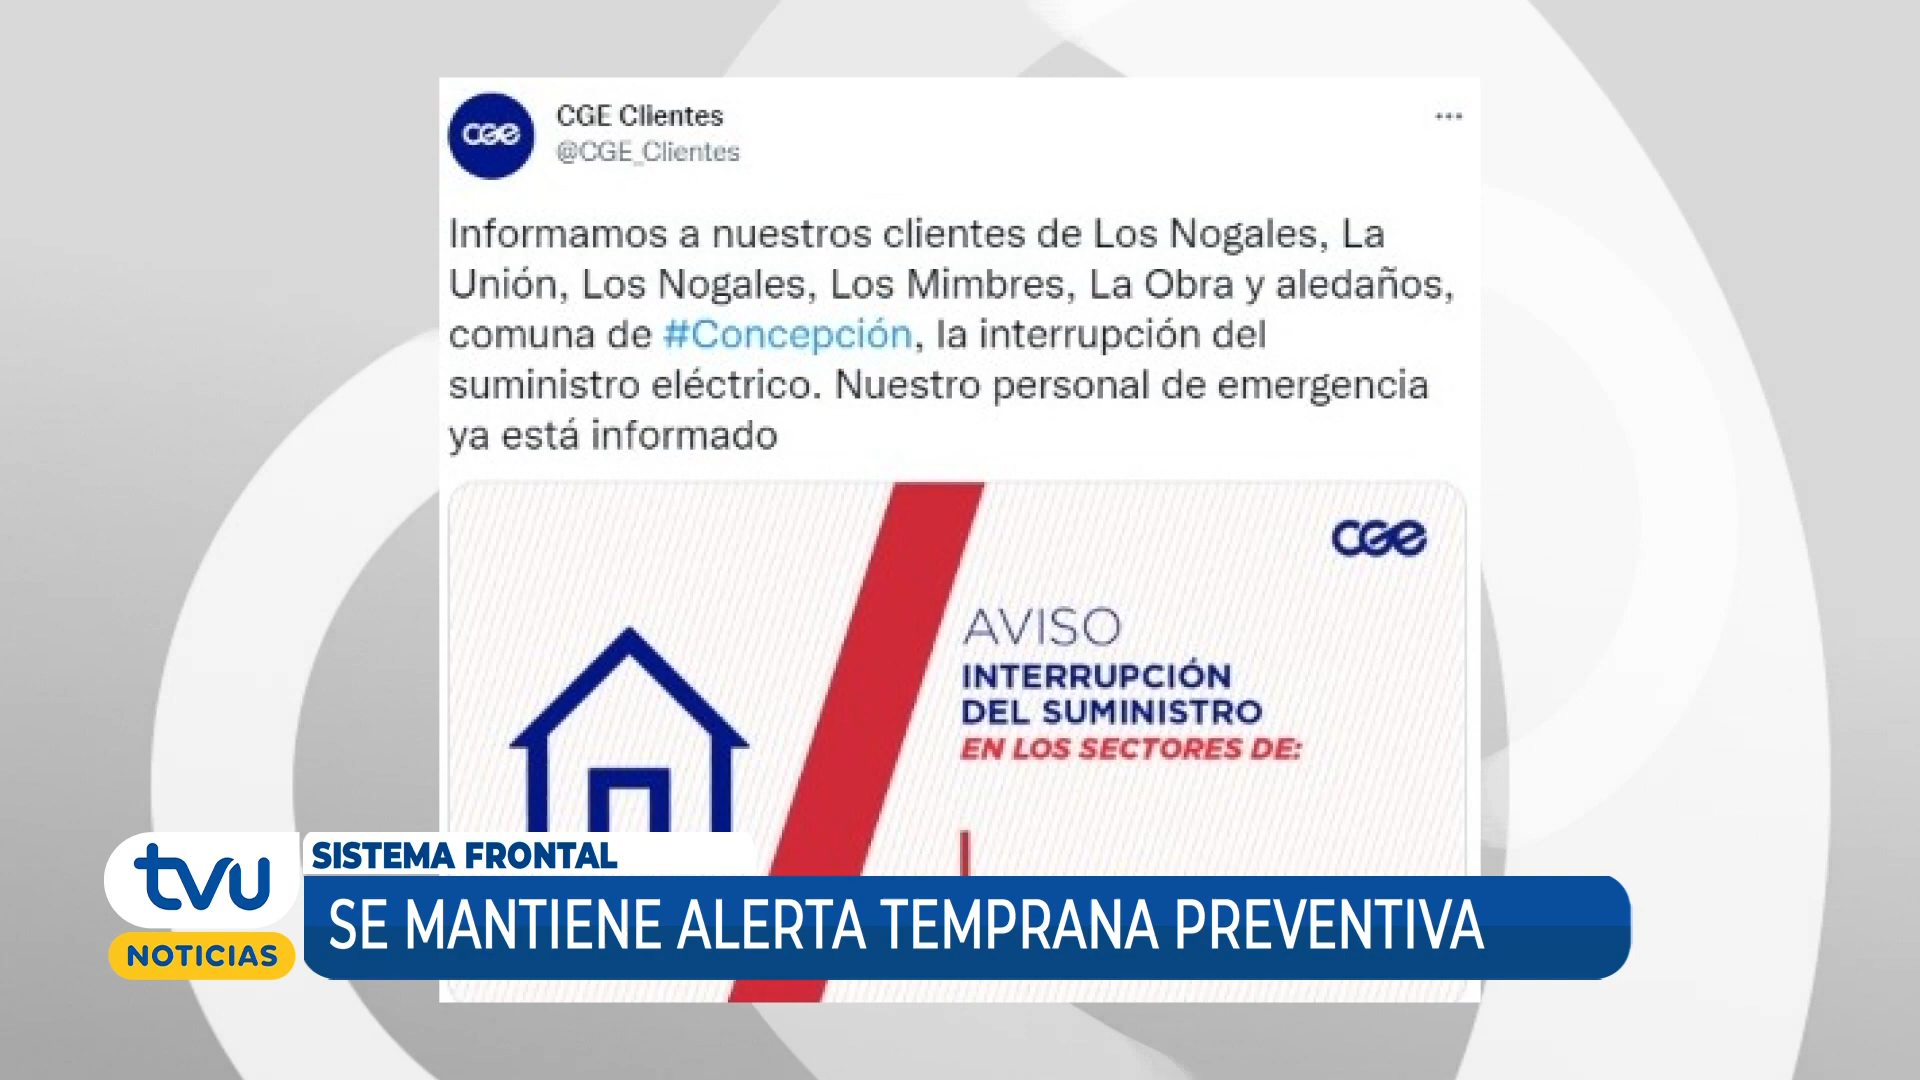 cge
CGE Clientes
@CGE_Clientes
Informamos a nuestros clientes de Los Nogales, La
Unión, Los Nogales, Los Mimbres, La Obra y aledaños,
comuna de #Concepción, la interrupción del
suministro eléctrico. Nuestro personal de emergencia
ya está informado
cge
AVISO
INTERRUPCIÓN
DEL SUMINISTRO
EN LOS SECTORES DE:
tvu
NOTICIAS
SISTEMA FRONTAL
SE MANTIENE ALERTA TEMPRANA PREVENTIVA